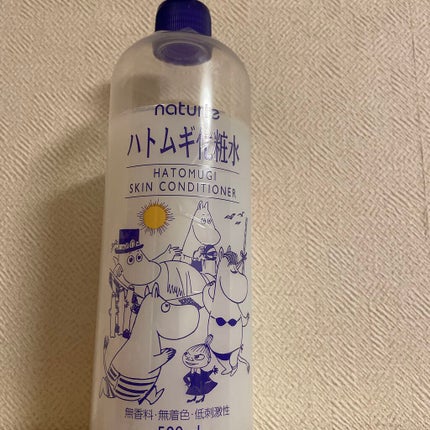 naturie
ハトムギ化粧水
HATOMUGI
SKIN CONDITIONER
無香料・無着色・低刺激性
500ml